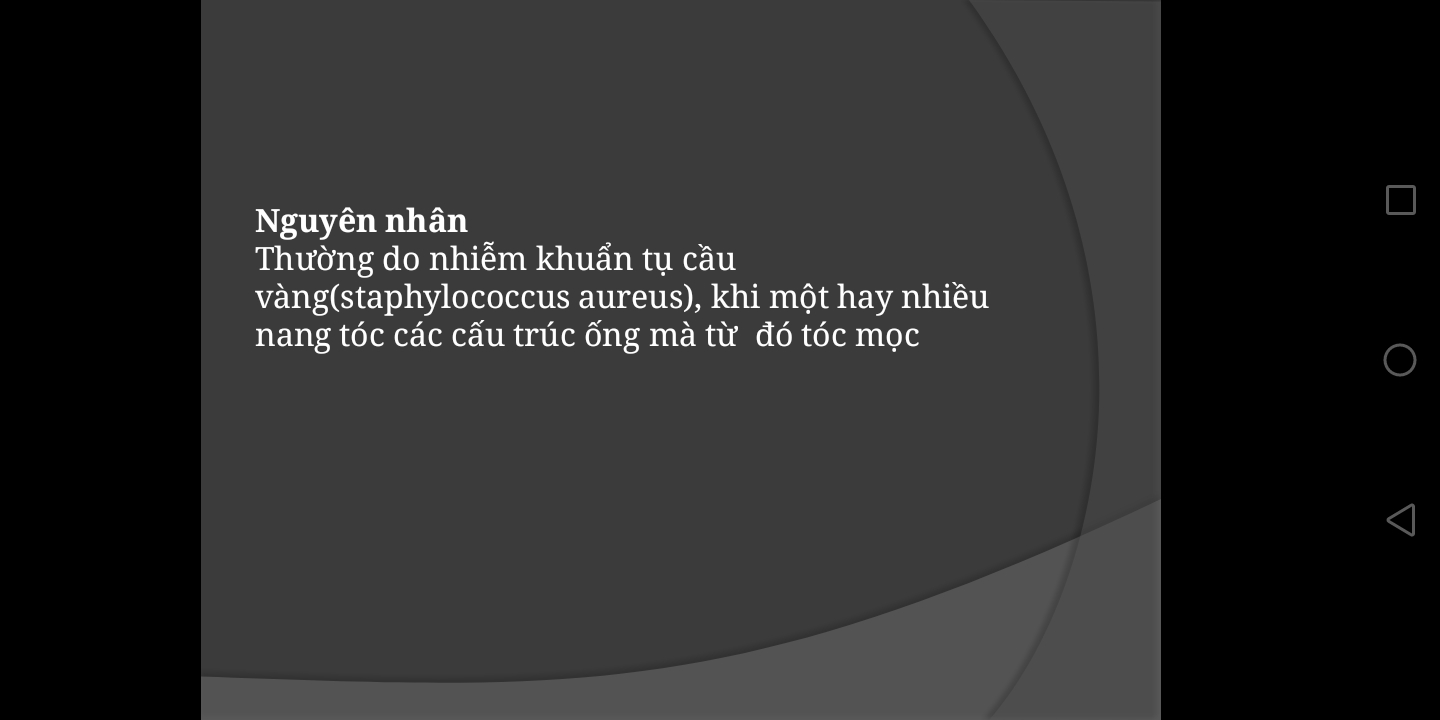 Nguyên nhân
Thường do nhiễm khuẩn tụ cầu
vàng(staphylococcus aureus), khi một hay nhiều
nang tóc các cấu trúc ống mà từ  đó tóc mọc